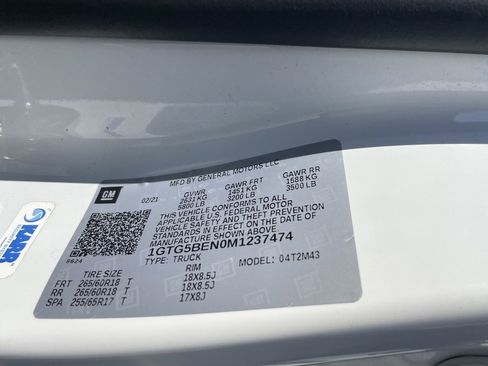 MFD BY GENERAL MOTORS LLC
GM
02/21
GVWR GAWR FRT GAWR RR
2631 KG 1451 KG 1588 KG
5800 LB 3200 LB 3500 LB
THIS VEHICLE CONFORMS TO ALL
APPLICABLE U.S. FEDERAL MOTOR
VEHICLE SAFETY AND THEFT PREVENTION
STANDARDS IN EFFECT ON THE DATE OF
MANUFACTURE SHOWN ABOVE.
1GTG5BEN0M1237474
TYPE: TRUCK MODEL: 04T2M43
0624
TIRE SIZE RIM
FRT 265/60R18 T 18X8.5J
RR 265/60R18 T 18X8.5J
SPA 255/65R17 T 17X8J
KARR